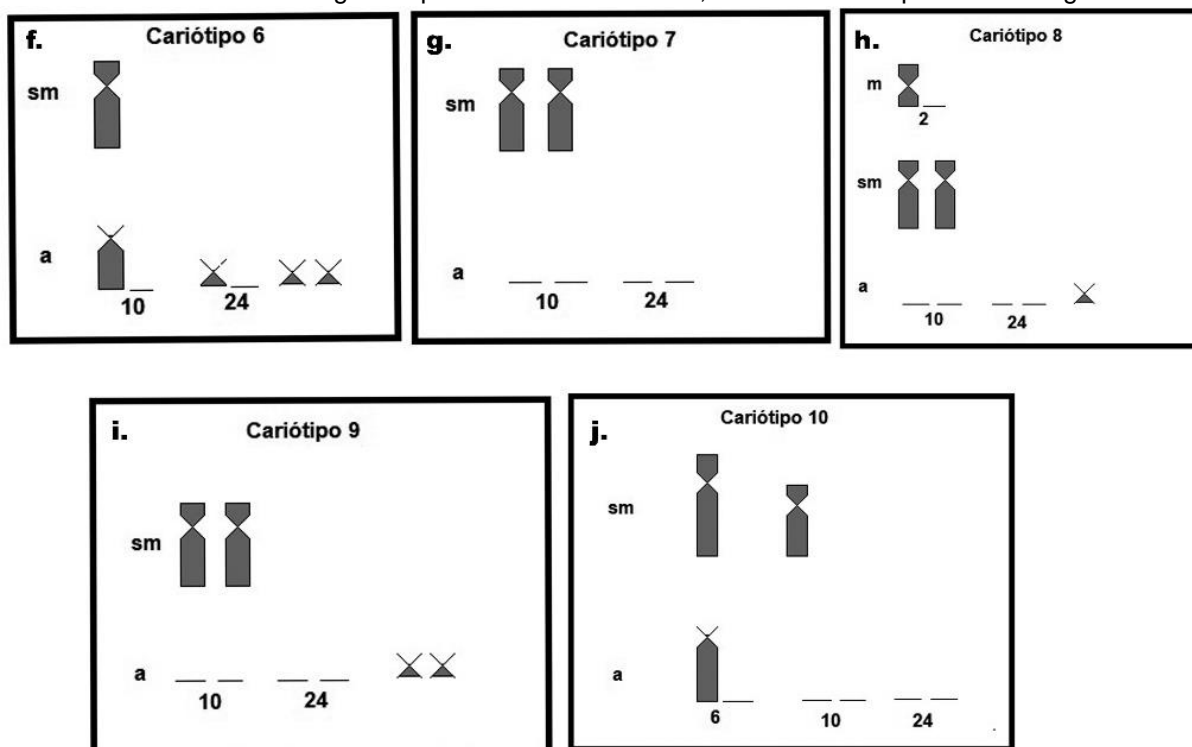 f.
Cariótipo 6
sm
a
10
24
g.
Cariótipo 7
sm
a
10
24
h.
Cariótipo 8
m
2
sm
a
10
24
i.
Cariótipo 9
sm
a
10
24
j.
Cariótipo 10
sm
a
6
10
24